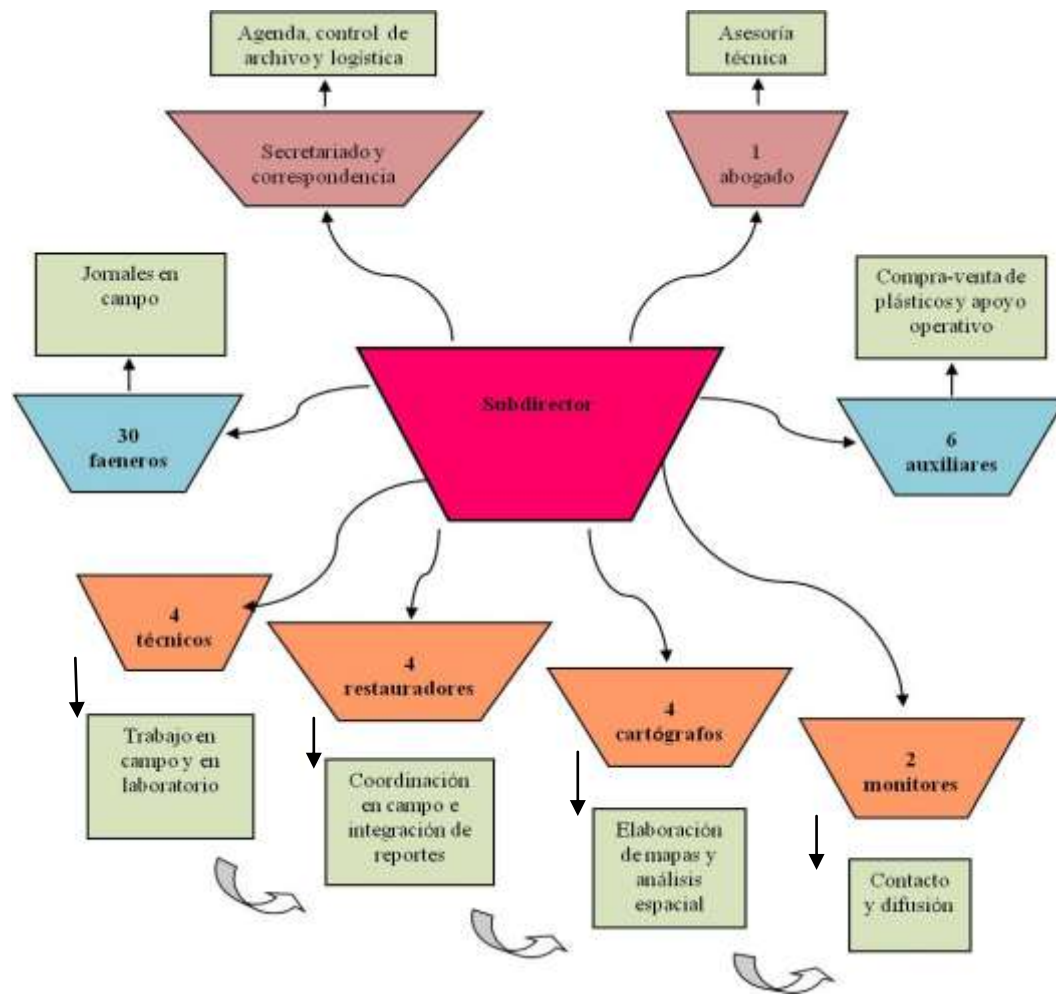 Agenda, control de
archivo y logística
Asesoría
técnica
Secretariado y
correspondencia
1
abogado
Jornales en
campo
Compra-venta de
plásticos y apoyo
operativo
Subdirector
30
faeneros
6
auxiliares
4
técnicos
4
restauradores
4
cartógrafos
2
monitores
Trabajo en
campo y en
laboratorio
Coordinación
en campo e
integración de
reportes
Elaboración
de mapas y
análisis
espacial
Contacto
y difusión